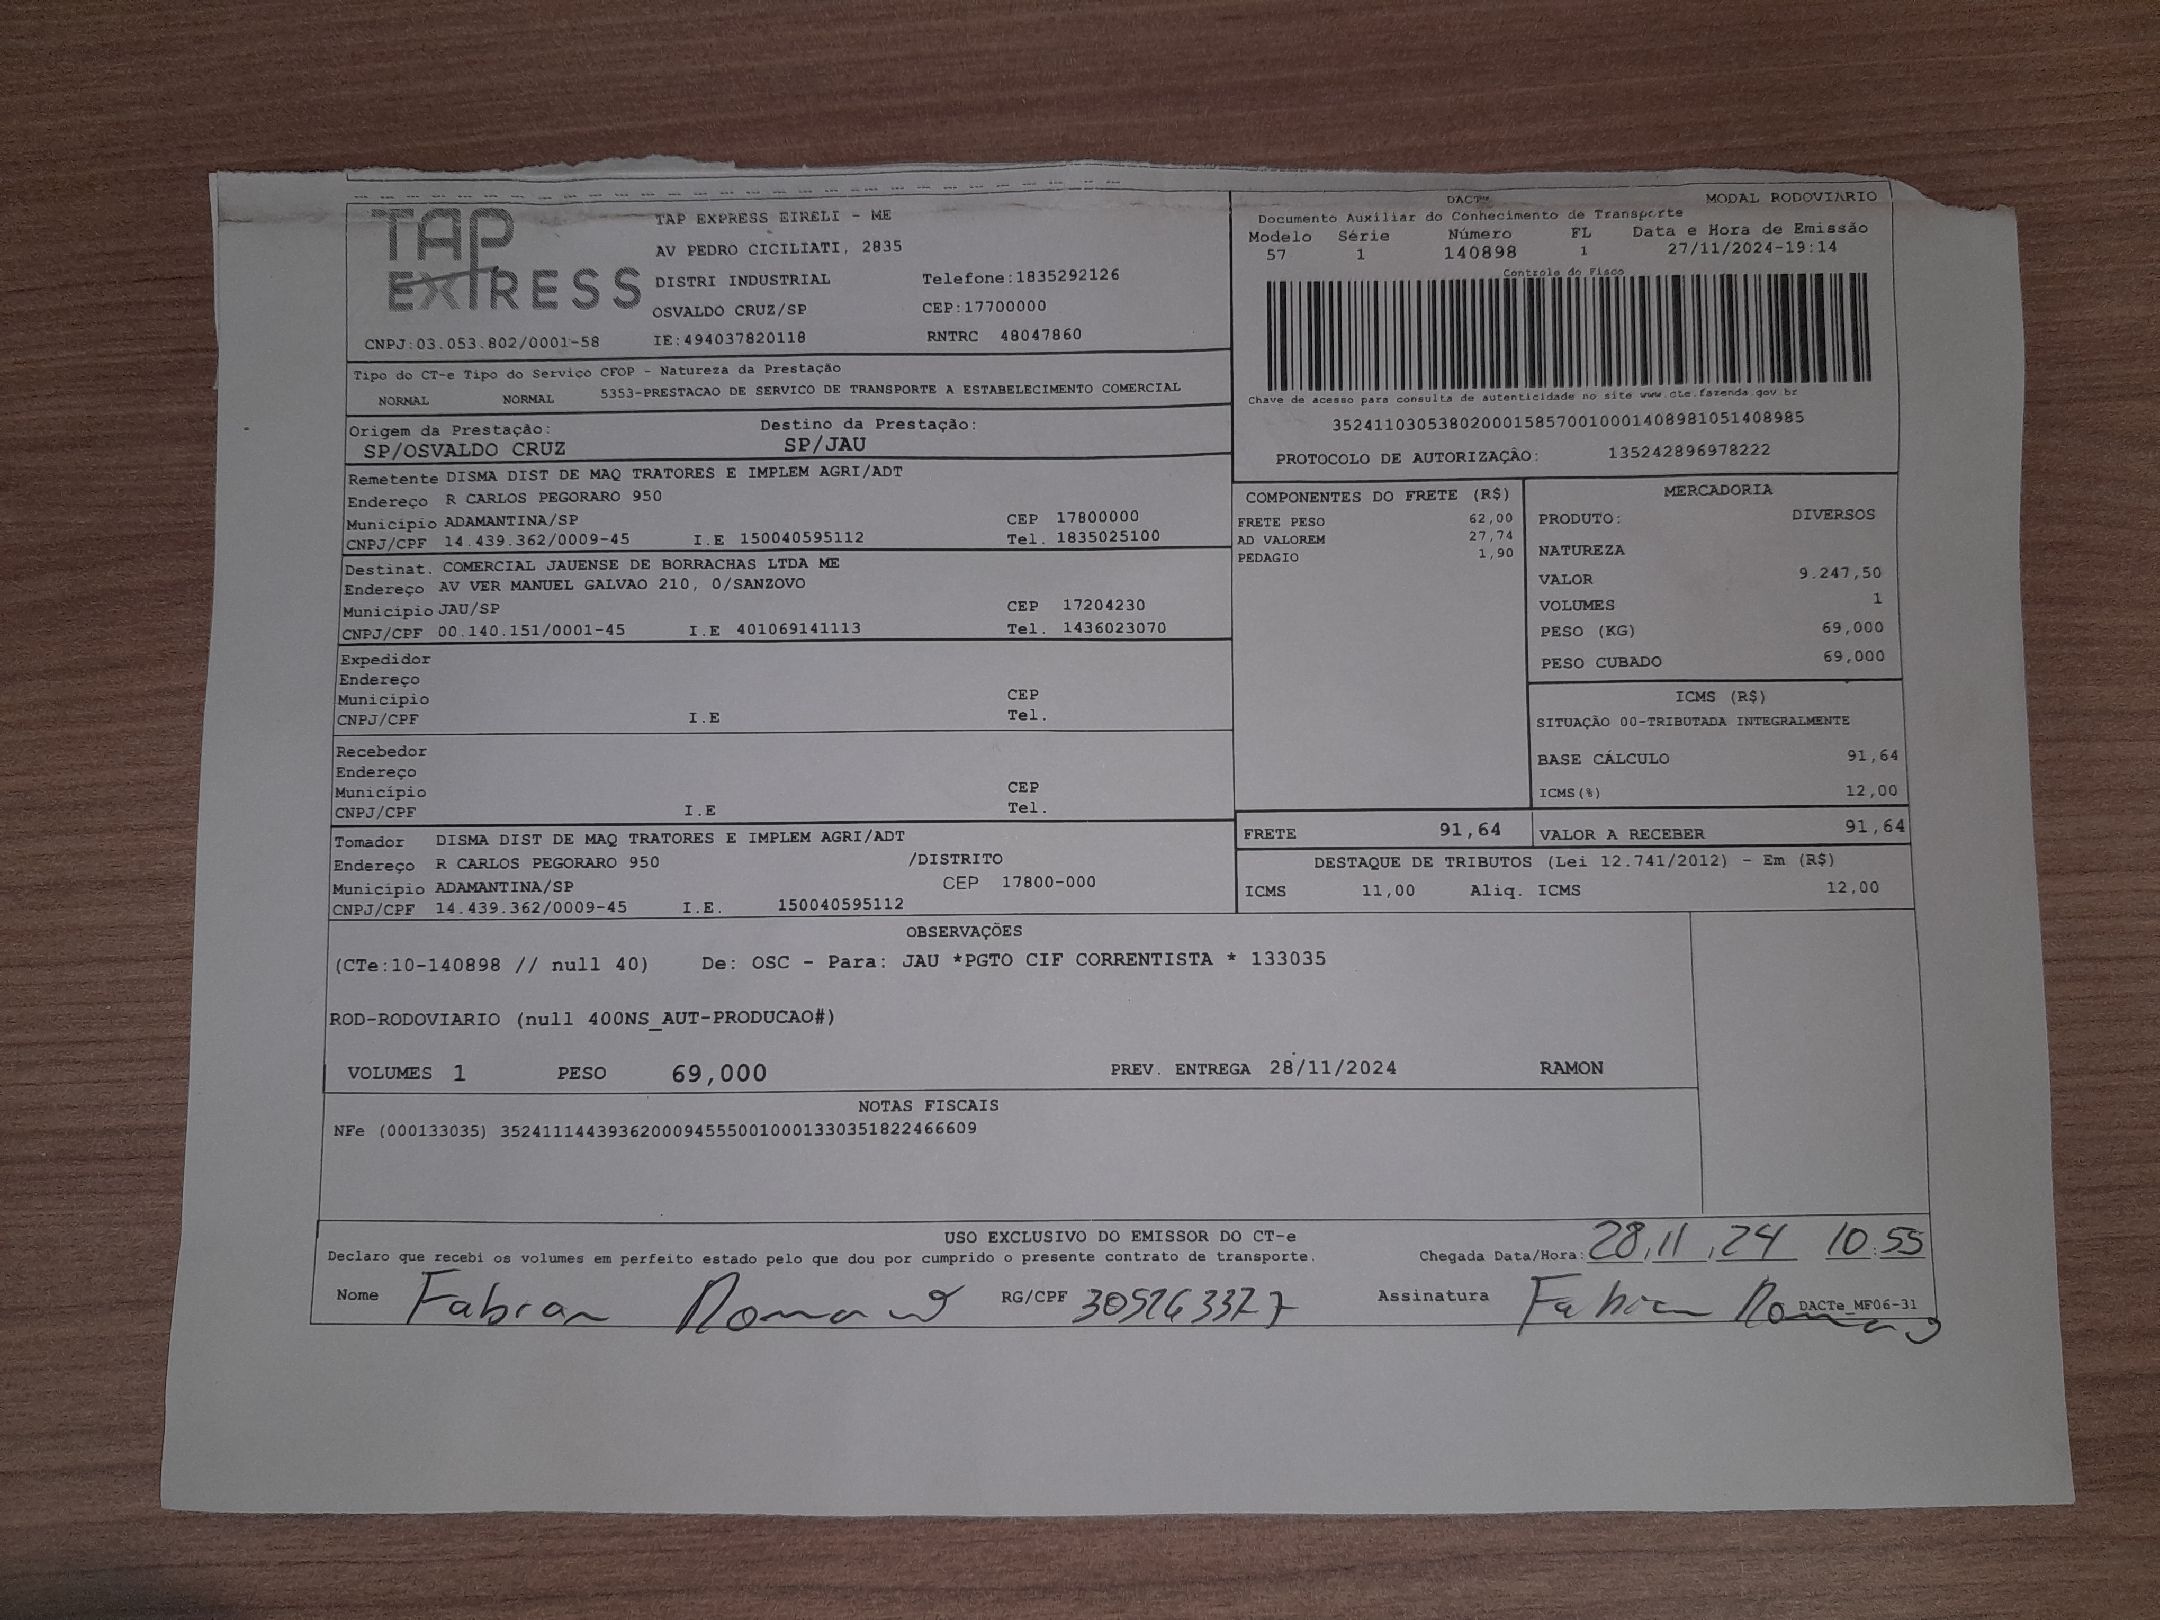 TAP EXPRESS
TAP EXPRESS EIRELI - ME
AV PEDRO CICILIATI, 2835
DISTRI INDUSTRIAL Telefone:1835292126
OSVALDO CRUZ/SP CEP:17700000
CNPJ:03.053.802/0001-58 IE:494037820118 RNTRC 48047860
DACTe MODAL RODOVIÁRIO
Documento Auxiliar do Conhecimento de Transporte
Modelo Série Número FL Data e Hora de Emissão
57 1 140898 1 27/11/2024-19:14
Controle do Fisco
Chave de acesso para consulta de autenticidade no site www.cte.fazenda.gov.br
35241103053802000158570010001408981051408985
PROTOCOLO DE AUTORIZAÇÃO: 135242896978222
Tipo do CT-e Tipo do Serviço CFOP - Natureza da Prestação
NORMAL NORMAL 5353-PRESTACAO DE SERVICO DE TRANSPORTE A ESTABELECIMENTO COMERCIAL
Origem da Prestação: Destino da Prestação:
SP/OSVALDO CRUZ SP/JAU
Remetente DISMA DIST DE MAQ TRATORES E IMPLEM AGRI/ADT
Endereço R CARLOS PEGORARO 950
Município ADAMANTINA/SP CEP 17800000
CNPJ/CPF 14.439.362/0009-45 I.E 150040595112 Tel. 1835025100
Destinat. COMERCIAL JAUENSE DE BORRACHAS LTDA ME
Endereço AV VER MANUEL GALVAO 210, 0/SANZOVO
Município JAU/SP CEP 17204230
CNPJ/CPF 00.140.151/0001-45 I.E 401069141113 Tel. 1436023070
Expedidor
Endereço
Município CEP
CNPJ/CPF I.E Tel.
Recebedor
Endereço
Município CEP
CNPJ/CPF I.E Tel.
Tomador DISMA DIST DE MAQ TRATORES E IMPLEM AGRI/ADT
Endereço R CARLOS PEGORARO 950 /DISTRITO
Município ADAMANTINA/SP CEP 17800-000
CNPJ/CPF 14.439.362/0009-45 I.E. 150040595112
COMPONENTES DO FRETE (R$)
FRETE PESO 62,00
AD VALOREM 27,74
PEDAGIO 1,90
MERCADORIA
PRODUTO: DIVERSOS
NATUREZA
VALOR 9.247,50
VOLUMES 1
PESO (KG) 69,000
PESO CUBADO 69,000
ICMS (R$)
SITUAÇÃO 00-TRIBUTADA INTEGRALMENTE
BASE CÁLCULO 91,64
ICMS(%) 12,00
FRETE 91,64 VALOR A RECEBER 91,64
DESTAQUE DE TRIBUTOS (Lei 12.741/2012) - Em (R$)
ICMS 11,00 Aliq. ICMS 12,00
OBSERVAÇÕES
(CTe:10-140898 // null 40) De: OSC - Para: JAU *PGTO CIF CORRENTISTA * 133035
ROD-RODOVIARIO (null 400NS_AUT-PRODUCAO#)
VOLUMES 1 PESO 69,000 PREV. ENTREGA 28/11/2024 RAMON
NOTAS FISCAIS
NFe (000133035) 35241114439362000945550010001330351822466609
USO EXCLUSIVO DO EMISSOR DO CT-e
Declaro que recebi os volumes em perfeito estado pelo que dou por cumprido o presente contrato de transporte. Chegada Data/Hora: 28,11,24 10:55
Nome Fabian RG/CPF Assinatura Fabian
DACTe_MF06-31